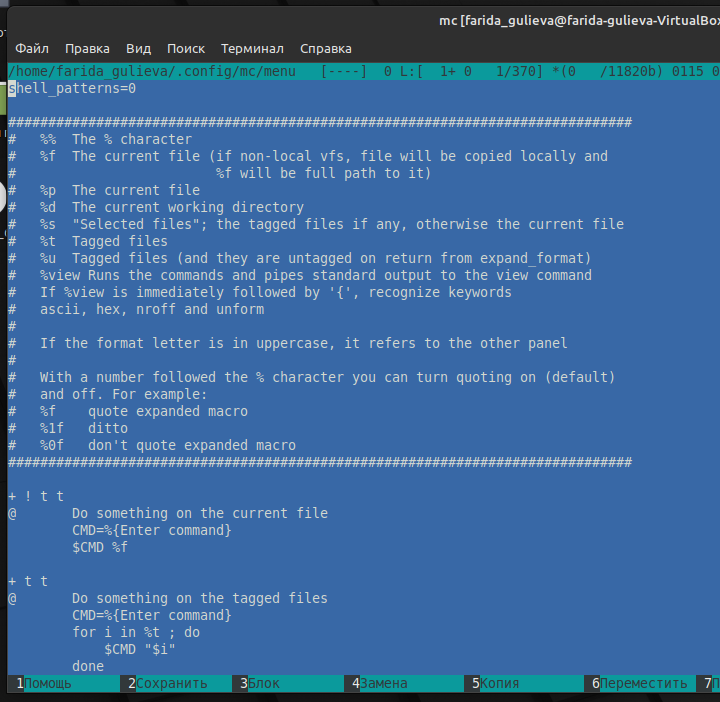 mc [farida_gulieva@farida-gulieva-VirtualBox
Файл Правка Вид Поиск Терминал Справка
/home/farida_gulieva/.config/mc/menu   [----]  0 L:[  1+ 0   1/370] *(0   /11820b) 0115 0
shell_patterns=0
##############################################################################
#   %%  The % character
#   %f  The current file (if non-local vfs, file will be copied locally and
#                         %f will be full path to it)
#   %p  The current file
#   %d  The current working directory
#   %s  "Selected files"; the tagged files if any, otherwise the current file
#   %t  Tagged files
#   %u  Tagged files (and they are untagged on return from expand_format)
#   %view Runs the commands and pipes standard output to the view command
#   If %view is immediately followed by '{', recognize keywords
#   ascii, hex, nroff and unform
#
#   If the format letter is in uppercase, it refers to the other panel
#
#   With a number followed the % character you can turn quoting on (default)
#   and off. For example:
#   %f    quote expanded macro
#   %1f   ditto
#   %0f   don't quote expanded macro
##############################################################################
+ ! t t
@       Do something on the current file
        CMD=%{Enter command}
        $CMD %f
+ t t
@       Do something on the tagged files
        CMD=%{Enter command}
        for i in %t ; do
            $CMD "$i"
        done
1Помощь 2Сохранить 3Блок 4Замена 5Копия 6Переместить 7П